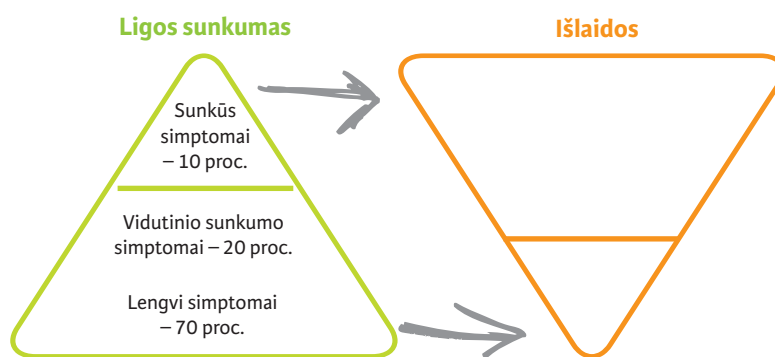 Ligos sunkumas
Išlaidos
Sunkūs
simptomai
– 10 proc.
Vidutinio sunkumo
simptomai – 20 proc.
Lengvi simptomai
– 70 proc.